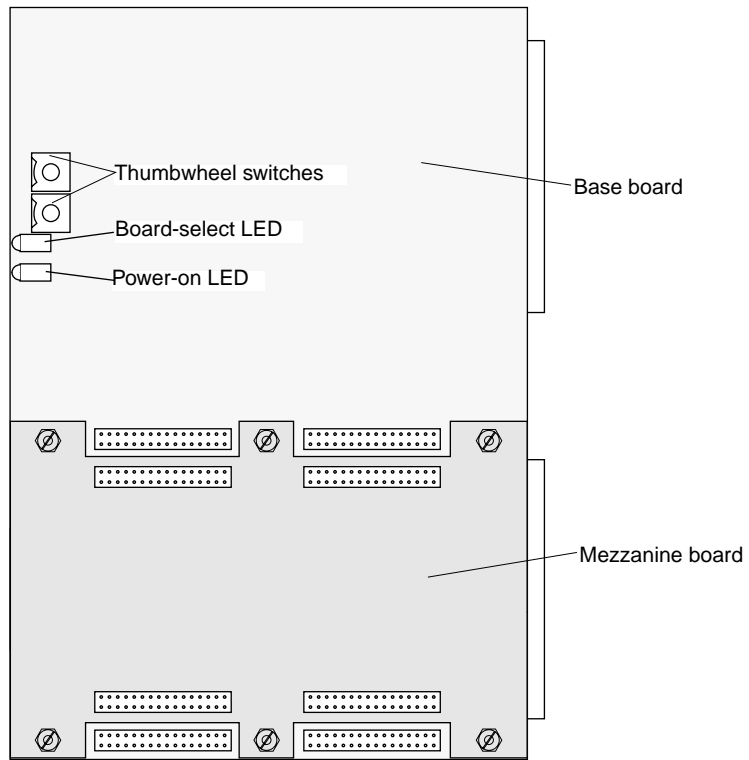 Thumbwheel switches
Base board
Board-select LED
Power-on LED
Mezzanine board